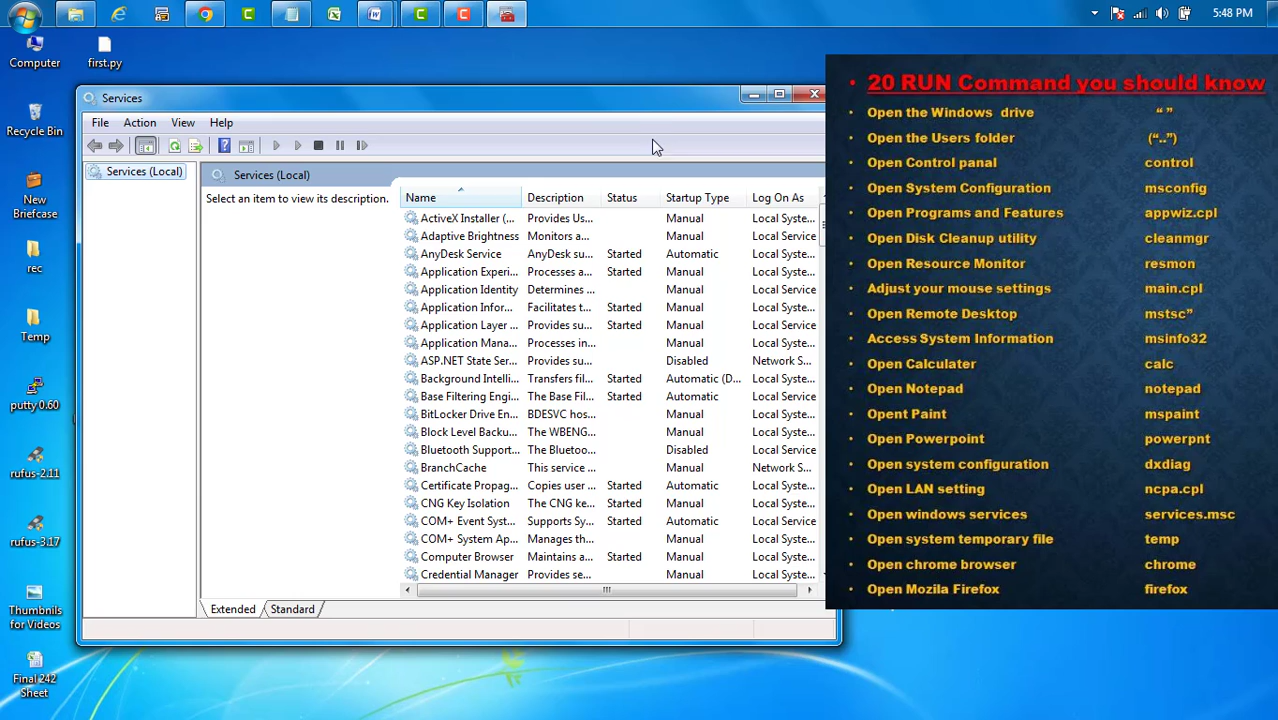 5:48 PM
Computer
first.py
Recycle Bin
New
Briefcase
rec
Temp
putty 0.60
rufus-2.11
rufus-3.17
Thumbnils
for Videos
Final 242
Sheet
Services
File Action View Help
Services (Local)
Services (Local)
Select an item to view its description.
Name Description Status Startup Type Log On As
ActiveX Installer (... Provides Us... Manual Local Syste...
Adaptive Brightness Monitors a... Manual Local Service
AnyDesk Service AnyDesk su... Started Automatic Local Syste...
Application Experi... Processes a... Started Manual Local Syste...
Application Identity Determines ... Manual Local Service
Application Infor... Facilitates t... Started Manual Local Syste...
Application Layer ... Provides su... Started Manual Local Service
Application Mana... Processes in... Manual Local Syste...
ASP.NET State Ser... Provides su... Disabled Network S...
Background Intelli... Transfers fil... Started Automatic (D... Local Syste...
Base Filtering Engi... The Base Fil... Started Automatic Local Service
BitLocker Drive En... BDESVC hos... Manual Local Syste...
Block Level Backu... The WBENG... Manual Local Syste...
Bluetooth Support... The Bluetoo... Disabled Local Service
BranchCache This service ... Manual Network S...
Certificate Propag... Copies user ... Started Manual Local Syste...
CNG Key Isolation The CNG ke... Started Manual Local Syste...
COM+ Event Syst... Supports Sy... Started Automatic Local Service
COM+ System Ap... Manages th... Manual Local Syste...
Computer Browser Maintains a... Started Manual Local Syste...
Credential Manager Provides se... Manual Local Syste...
Extended Standard
• 20 RUN Command you should know
• Open the Windows drive “ ”
• Open the Users folder (“..”)
• Open Control panal control
• Open System Configuration msconfig
• Open Programs and Features appwiz.cpl
• Open Disk Cleanup utility cleanmgr
• Open Resource Monitor resmon
• Adjust your mouse settings main.cpl
• Open Remote Desktop mstsc”
• Access System Information msinfo32
• Open Calculater calc
• Open Notepad notepad
• Opent Paint mspaint
• Open Powerpoint powerpnt
• Open system configuration dxdiag
• Open LAN setting ncpa.cpl
• Open windows services services.msc
• Open system temporary file temp
• Open chrome browser chrome
• Open Mozila Firefox firefox